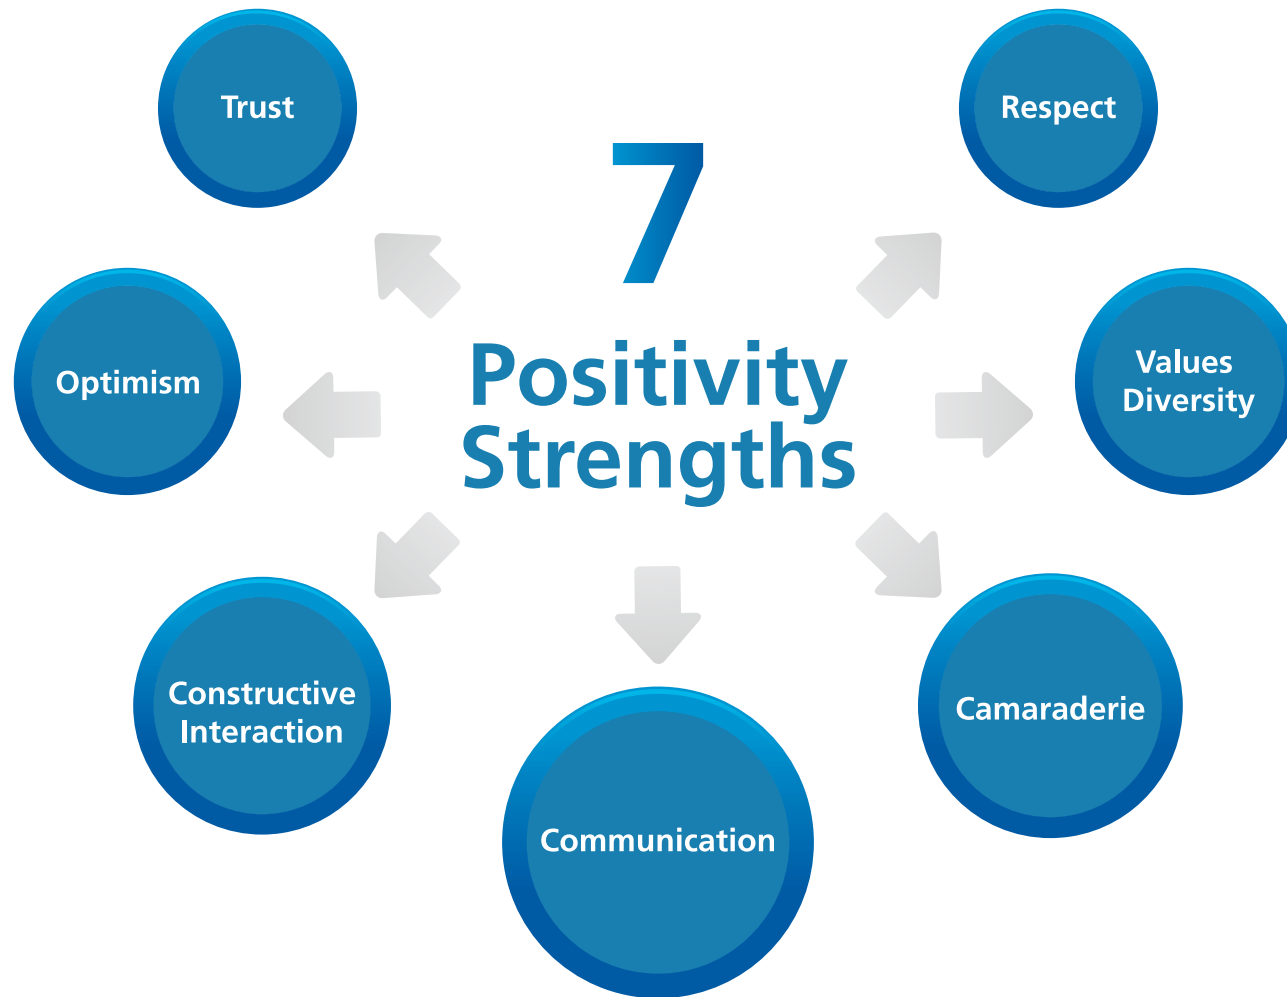 Trust
Respect
7
Positivity
Strengths
Optimism
Values
Diversity
Constructive
Interaction
Camaraderie
Communication